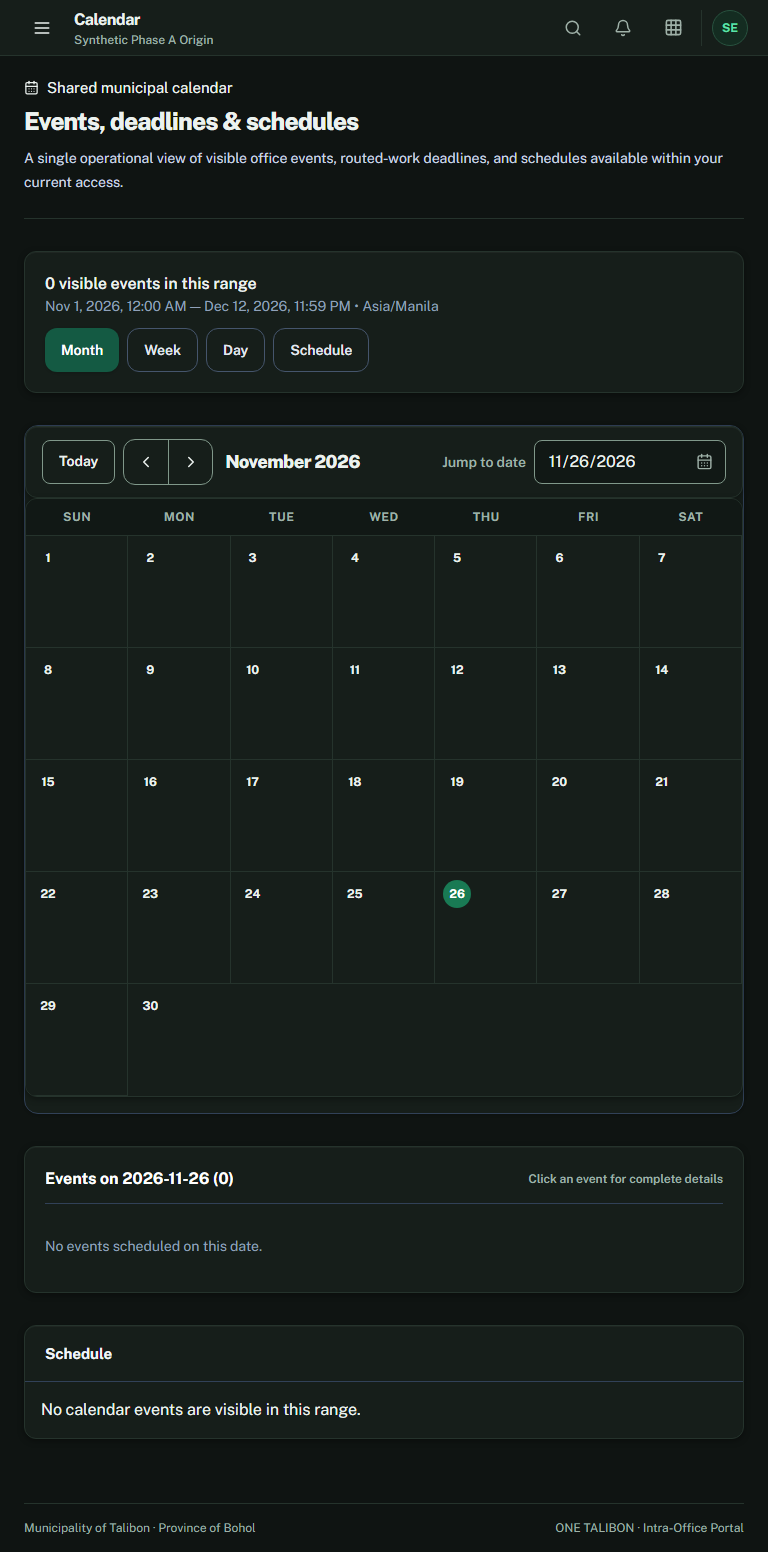 Calendar
Synthetic Phase A Origin
SE
Shared municipal calendar
Events, deadlines & schedules
A single operational view of visible office events, routed-work deadlines, and schedules available within your
current access.
0 visible events in this range
Nov 1, 2026, 12:00 AM — Dec 12, 2026, 11:59 PM • Asia/Manila
Month Week Day Schedule
Today November 2026 Jump to date 11/26/2026
SUN MON TUE WED THU FRI SAT
1 2 3 4 5 6 7
8 9 10 11 12 13 14
15 16 17 18 19 20 21
22 23 24 25 26 27 28
29 30
Events on 2026-11-26 (0) Click an event for complete details
No events scheduled on this date.
Schedule
No calendar events are visible in this range.
Municipality of Talibon · Province of Bohol ONE TALIBON · Intra-Office Portal